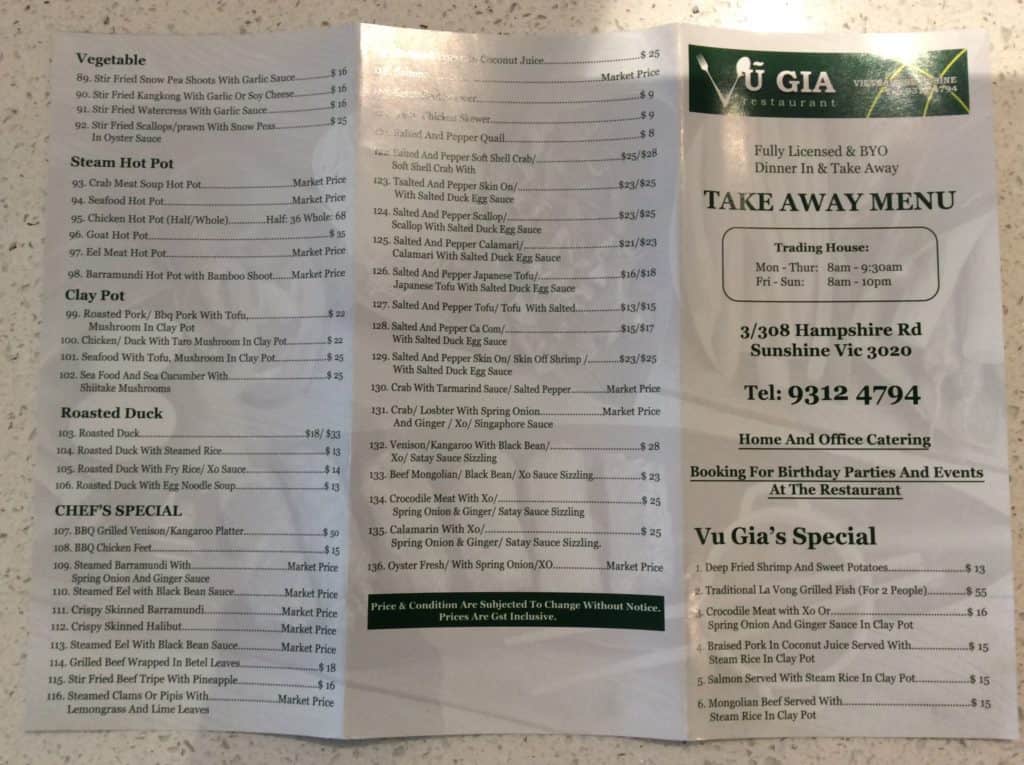 Vegetable
89. Stir Fried Snow Pea Shoots With Garlic Sauce $ 16
90. Stir Fried Kangkong With Garlic Or Soy Cheese $ 16
91. Stir Fried Watercress With Garlic Sauce $ 16
92. Stir Fried Scallops/prawn With Snow Peas $ 25
In Oyster Sauce
Steam Hot Pot
93. Crab Meat Soup Hot Pot Market Price
94. Seafood Hot Pot Market Price
95. Chicken Hot Pot (Half/Whole) Half: 36 Whole: 68
96. Goat Hot Pot $ 35
97. Eel Meat Hot Pot Market Price
98. Barramundi Hot Pot with Bamboo Shoot Market Price
Clay Pot
99. Roasted Pork/ Bbq Pork With Tofu, $ 22
Mushroom In Clay Pot
100. Chicken/ Duck With Taro Mushroom In Clay Pot $ 22
101. Seafood With Tofu, Mushroom In Clay Pot $ 25
102. Sea Food And Sea Cucumber With $ 25
Shiitake Mushrooms
Roasted Duck
103. Roasted Duck $18/ $33
104. Roasted Duck With Steamed Rice $ 13
105. Roasted Duck With Fry Rice/ Xo Sauce $ 14
106. Roasted Duck With Egg Noodle Soup $ 13
CHEF'S SPECIAL
107. BBQ Grilled Venison/Kangaroo Platter $ 50
108. BBQ Chicken Feet $ 15
109. Steamed Barramundi With Market Price
Spring Onion And Ginger Sauce
110. Steamed Eel with Black Bean Sauce Market Price
111. Crispy Skinned Barramundi Market Price
112. Crispy Skinned Halibut Market Price
113. Steamed Eel With Black Bean Sauce Market Price
114. Grilled Beef Wrapped In Betel Leaves $ 18
115. Stir Fried Beef Tripe With Pineapple $ 16
116. Steamed Clams Or Pipis With Market Price
Lemongrass And Lime Leaves
Coconut Juice $ 25
Market Price
$ 9
Chicken Skewer $ 9
Salted And Pepper Quail $ 8
Salted And Pepper Soft Shell Crab/ $25/$28
Soft Shell Crab With
123. Tsalted And Pepper Skin On/ $23/$25
With Salted Duck Egg Sauce
124. Salted And Pepper Scallop/ $23/$25
Scallop With Salted Duck Egg Sauce
125. Salted And Pepper Calamari/ $21/$23
Calamari With Salted Duck Egg Sauce
126. Salted And Pepper Japanese Tofu/ $16/$18
Japanese Tofu With Salted Duck Egg Sauce
127. Salted And Pepper Tofu/ Tofu With Salted $13/$15
128. Salted And Pepper Ca Com/ $15/$17
With Salted Duck Egg Sauce
129. Salted And Pepper Skin On/ Skin Off Shrimp / $23/$25
With Salted Duck Egg Sauce
130. Crab With Tarmarind Sauce/ Salted Pepper Market Price
131. Crab/ Losbter With Spring Onion Market Price
And Ginger / Xo/ Singaphore Sauce
132. Venison/Kangaroo With Black Bean/ $ 28
Xo/ Satay Sauce Sizzling
133. Beef Mongolian/ Black Bean/ Xo Sauce Sizzling $ 23
134. Crocodile Meat With Xo/ $ 25
Spring Onion & Ginger/ Satay Sauce Sizzling
135. Calamarin With Xo/ $ 25
Spring Onion & Ginger/ Satay Sauce Sizzling.
136. Oyster Fresh/ With Spring Onion/XO Market Price
Price & Condition Are Subjected To Change Without Notice.
Prices Are Gst Inclusive.
VŨ GIA
restaurant
9312 4794
Fully Licensed & BYO
Dinner In & Take Away
TAKE AWAY MENU
Trading House:
Mon - Thur: 8am - 9:30am
Fri - Sun: 8am - 10pm
3/308 Hampshire Rd
Sunshine Vic 3020
Tel: 9312 4794
Home And Office Catering
Booking For Birthday Parties And Events
At The Restaurant
Vu Gia's Special
1. Deep Fried Shrimp And Sweet Potatoes $ 13
2. Traditional La Vong Grilled Fish (For 2 People) $ 55
3. Crocodile Meat with Xo Or $ 16
Spring Onion And Ginger Sauce In Clay Pot
4. Braised Pork In Coconut Juice Served With $ 15
Steam Rice In Clay Pot
5. Salmon Served With Steam Rice In Clay Pot $ 15
6. Mongolian Beef Served With $ 15
Steam Rice In Clay Pot